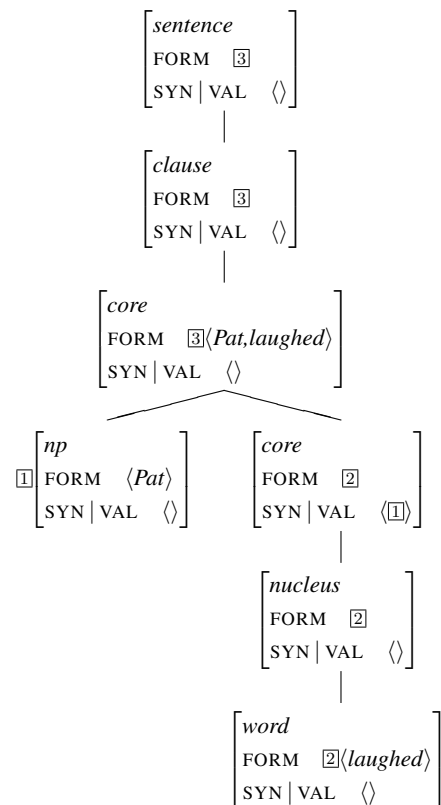 sentence
FORM 3
SYN | VAL ⟨⟩
clause
FORM 3
SYN | VAL ⟨⟩
core
FORM 3⟨Pat,laughed⟩
SYN | VAL ⟨⟩
np
1 FORM ⟨Pat⟩
SYN | VAL ⟨⟩
core
FORM 2
SYN | VAL ⟨1⟩
nucleus
FORM 2
SYN | VAL ⟨⟩
word
FORM 2⟨laughed⟩
SYN | VAL ⟨⟩